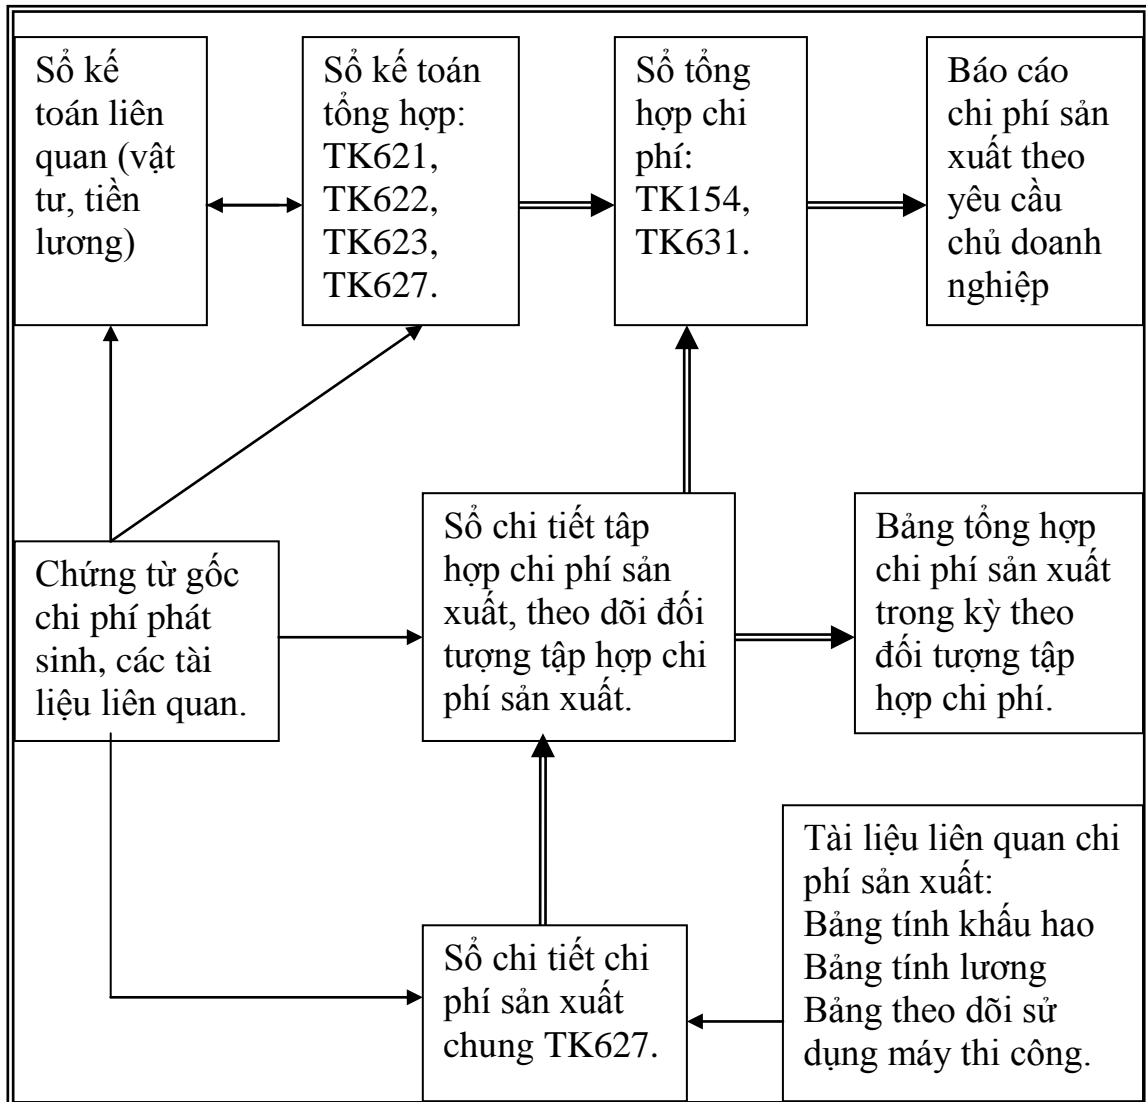 Sổ kế
toán liên
quan (vật
tư, tiền
lương)
Sổ kế toán
tổng hợp:
TK621,
TK622,
TK623,
TK627.
Sổ tổng
hợp chi
phí:
TK154,
TK631.
Báo cáo
chi phí sản
xuất theo
yêu cầu
chủ doanh
nghiệp
Chứng từ gốc
chi phí phát
sinh, các tài
liệu liên quan.
Sổ chi tiết tâp
hợp chi phí sản
xuất, theo dõi đối
tượng tập hợp chi
phí sản xuất.
Bảng tổng hợp
chi phí sản xuất
trong kỳ theo
đối tượng tập
hợp chi phí.
Sổ chi tiết chi
phí sản xuất
chung TK627.
Tài liệu liên quan chi
phí sản xuất:
Bảng tính khấu hao
Bảng tính lương
Bảng theo dõi sử
dụng máy thi công.